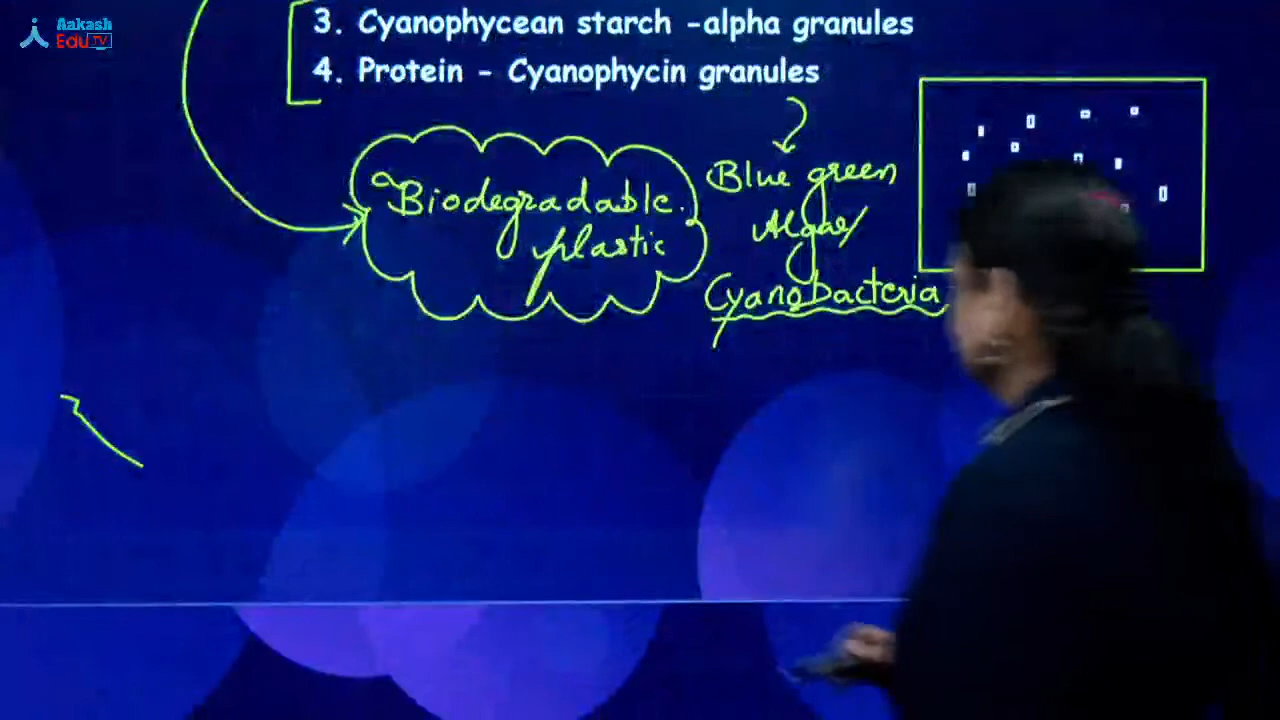 Aakash
Edu TV
3. Cyanophycean starch -alpha granules
4. Protein - Cyanophycin granules
Biodegradable.
plastic
Blue green
Algae
Cyanobacteria